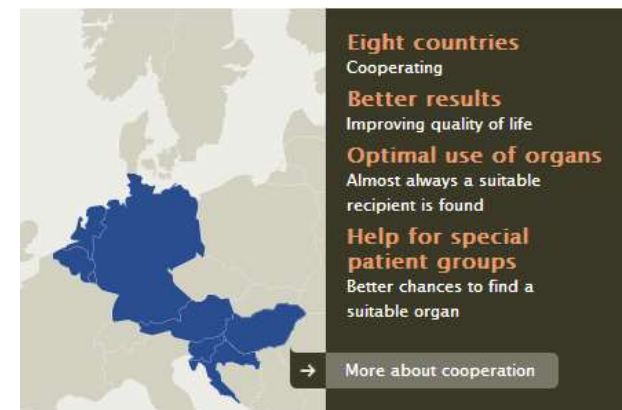 Eight countries
Cooperating
Better results
Improving quality of life
Optimal use of organs
Almost always a suitable
recipient is found
Help for special
patient groups
Better chances to find a
suitable organ
More about cooperation